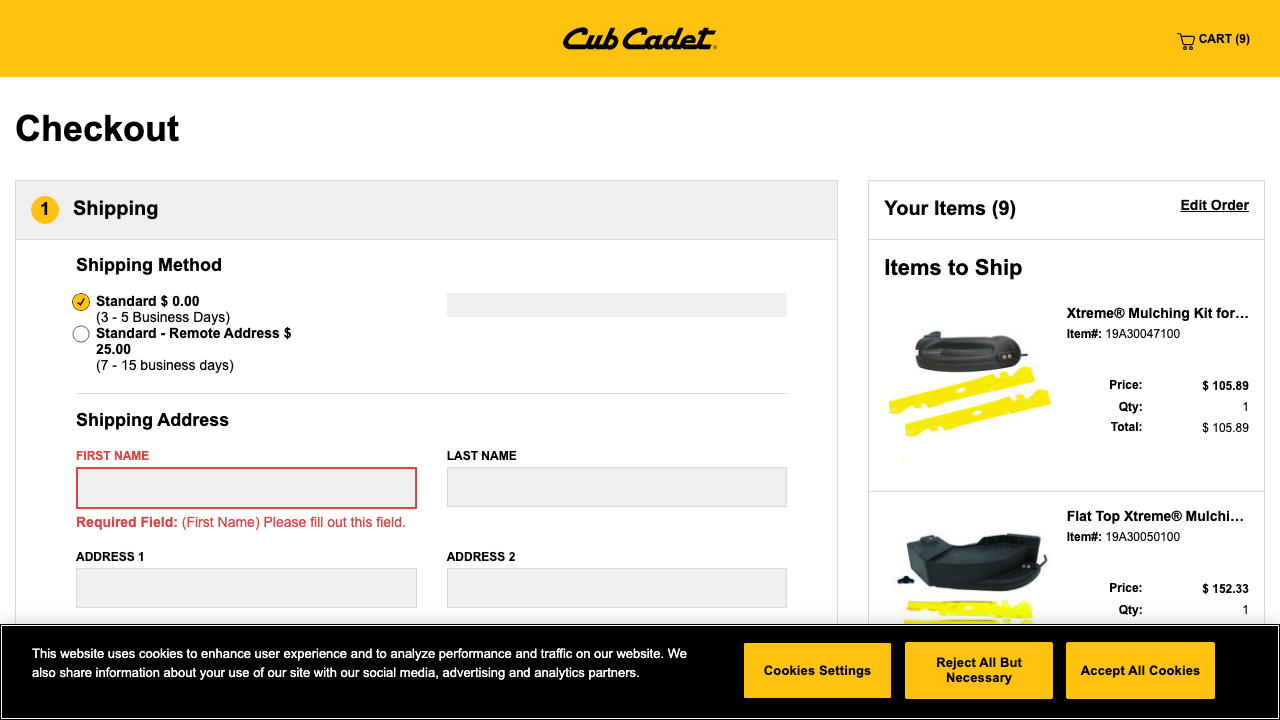 Cub Cadet
CART (9)
Checkout
1 Shipping
Shipping Method
Standard $ 0.00
(3 - 5 Business Days)
Standard - Remote Address $
25.00
(7 - 15 business days)
Shipping Address
FIRST NAME
LAST NAME
Required Field: (First Name) Please fill out this field.
ADDRESS 1
ADDRESS 2
Your Items (9)
Edit Order
Items to Ship
Xtreme® Mulching Kit for…
Item#: 19A30047100
Price: $ 105.89
Qty: 1
Total: $ 105.89
Flat Top Xtreme® Mulchi…
Item#: 19A30050100
Price: $ 152.33
Qty: 1
This website uses cookies to enhance user experience and to analyze performance and traffic on our website. We
also share information about your use of our site with our social media, advertising and analytics partners.
Cookies Settings
Reject All But
Necessary
Accept All Cookies